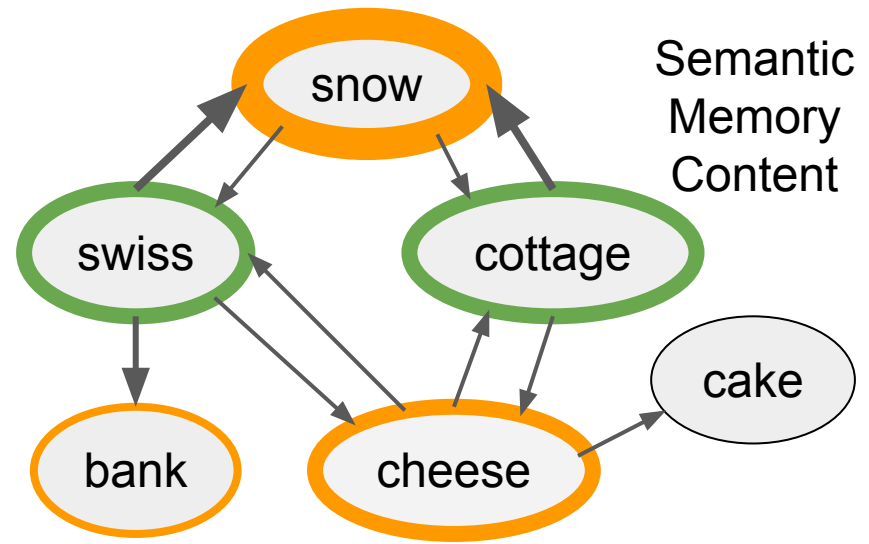 snow
Semantic
Memory
Content
swiss
cottage
cake
bank
cheese